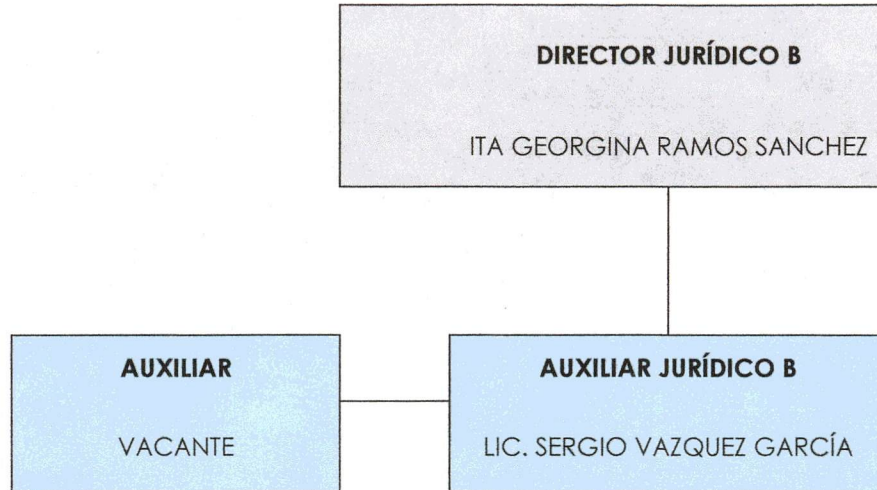 DIRECTOR JURÍDICO B
ITA GEORGINA RAMOS SANCHEZ
AUXILIAR
VACANTE
AUXILIAR JURÍDICO B
LIC. SERGIO VAZQUEZ GARCÍA